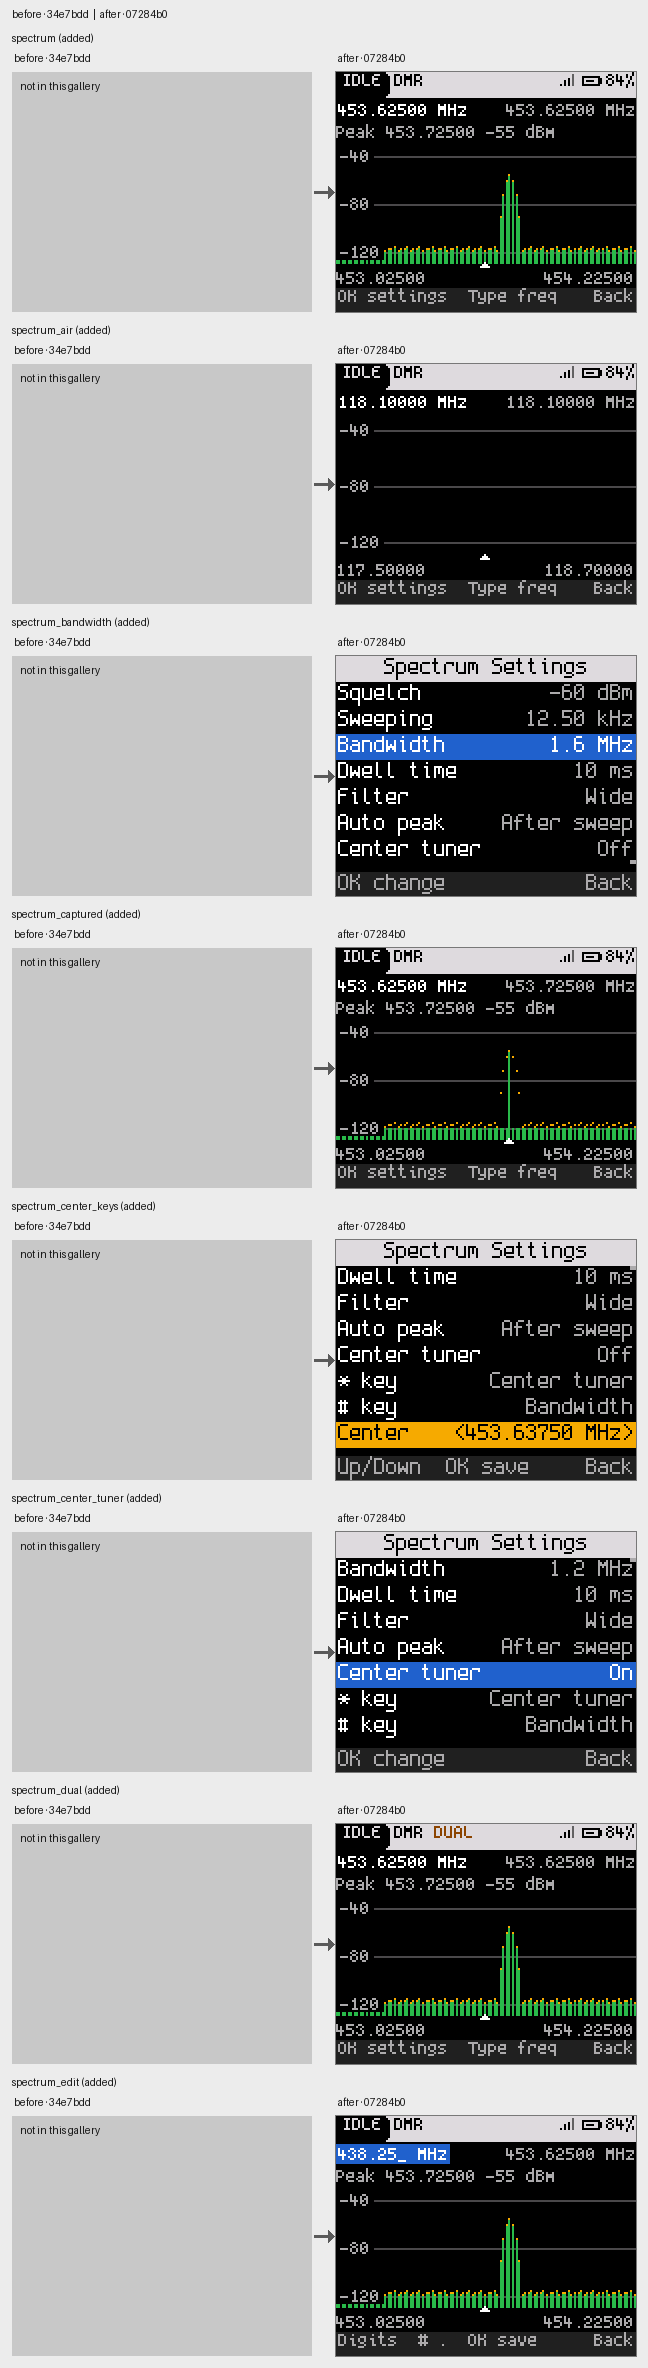 before · 34e7bdd | after · 07284b0
spectrum (added)
before · 34e7bdd after · 07284b0
not in this gallery
IDLE DMR 84%
453.62500 MHz 453.62500 MHz
Peak 453.72500 -55 dBm
-40
-80
-120
453.02500 454.22500
OK settings Type freq Back
spectrum_air (added)
before · 34e7bdd after · 07284b0
not in this gallery
IDLE DMR 84%
118.10000 MHz 118.10000 MHz
-40
-80
-120
117.50000 118.70000
OK settings Type freq Back
spectrum_bandwidth (added)
before · 34e7bdd after · 07284b0
not in this gallery
Spectrum Settings
Squelch -60 dBm
Sweeping 12.50 kHz
Bandwidth 1.6 MHz
Dwell time 10 ms
Filter Wide
Auto peak After sweep
Center tuner Off
OK change Back
spectrum_captured (added)
before · 34e7bdd after · 07284b0
not in this gallery
IDLE DMR 84%
453.62500 MHz 453.72500 MHz
Peak 453.72500 -55 dBm
-40
-80
-120
453.02500 454.22500
OK settings Type freq Back
spectrum_center_keys (added)
before · 34e7bdd after · 07284b0
not in this gallery
Spectrum Settings
Dwell time 10 ms
Filter Wide
Auto peak After sweep
Center tuner Off
* key Center tuner
# key Bandwidth
Center <453.63750 MHz>
Up/Down OK save Back
spectrum_center_tuner (added)
before · 34e7bdd after · 07284b0
not in this gallery
Spectrum Settings
Bandwidth 1.2 MHz
Dwell time 10 ms
Filter Wide
Auto peak After sweep
Center tuner On
* key Center tuner
# key Bandwidth
OK change Back
spectrum_dual (added)
before · 34e7bdd after · 07284b0
not in this gallery
IDLE DMR DUAL 84%
453.62500 MHz 453.62500 MHz
Peak 453.72500 -55 dBm
-40
-80
-120
453.02500 454.22500
OK settings Type freq Back
spectrum_edit (added)
before · 34e7bdd after · 07284b0
not in this gallery
IDLE DMR 84%
438.25_ MHz 453.62500 MHz
Peak 453.72500 -55 dBm
-40
-80
-120
453.02500 454.22500
Digits # . OK save Back